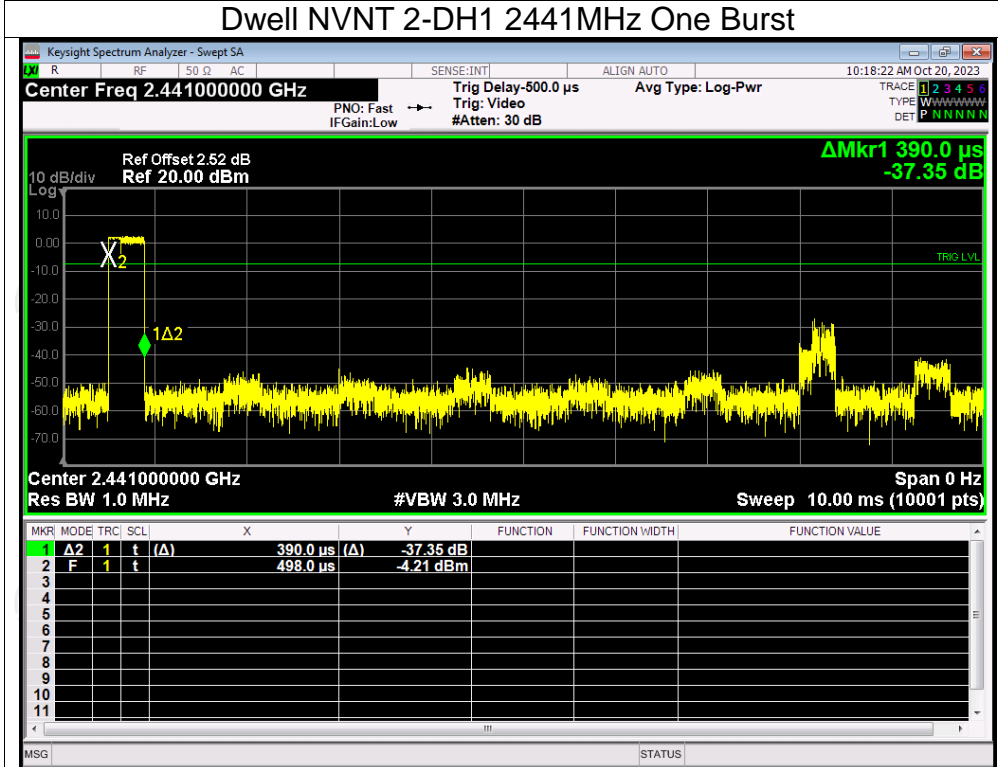 Dwell NVNT 2-DH1 2441MHz One Burst
Keysight Spectrum Analyzer - Swept SA
LXI R RF 50 Ω AC SENSE:INT ALIGN AUTO 10:18:22 AM Oct 20, 2023
Center Freq 2.441000000 GHz Trig Delay-500.0 µs Avg Type: Log-Pwr TRACE 1 2 3 4 5 6
PNO: Fast Trig: Video TYPE WWWWWW
IFGain:Low #Atten: 30 dB DET P N N N N N
ΔMkr1 390.0 µs
-37.35 dB
Ref Offset 2.52 dB
10 dB/div Ref 20.00 dBm
Log
10.0
0.00
-10.0
-20.0
-30.0
-40.0
-50.0
-60.0
-70.0
X2
TRIG LVL
1Δ2
Center 2.441000000 GHz Span 0 Hz
Res BW 1.0 MHz #VBW 3.0 MHz Sweep 10.00 ms (10001 pts)
MKR MODE TRC SCL X Y FUNCTION FUNCTION WIDTH FUNCTION VALUE
1 Δ2 1 t (Δ) 390.0 µs (Δ) -37.35 dB
2 F 1 t 498.0 µs -4.21 dBm
3
4
5
6
7
8
9
10
11
MSG STATUS